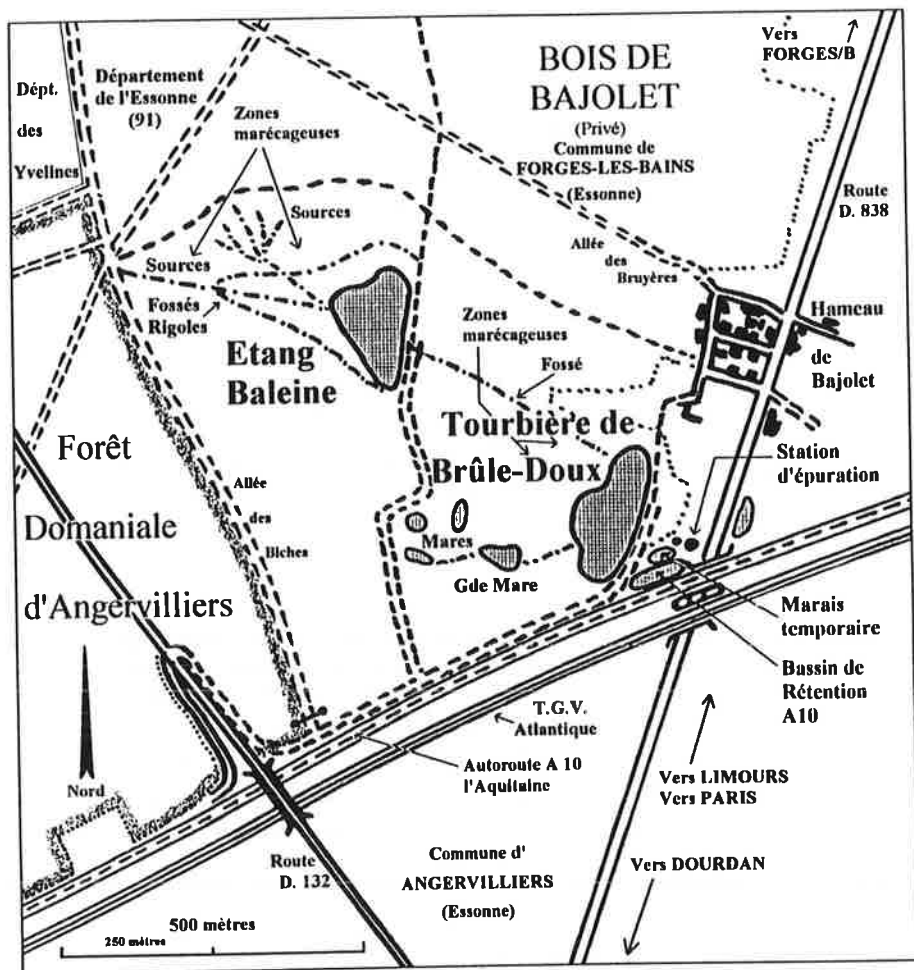 Vers
FORGES/B
BOIS DE
BAJOLET
(Privé)
Commune de
FORGES-LES-BAINS
(Essonne)
Département
de l'Essonne
(91)
Dépt.
des
Yvelines
Zones
marécageuses
Sources
Sources
Fossés
Rigoles
Route
D. 838
Allée
des
Bruyères
Hameau
de
Bajolet
Etang
Baleine
Zones
marécageuses
Fossé
Tourbière de
Brûle-Doux
Station
d'épuration
Forêt
Domaniale
d'Angervilliers
Allée
des
Biches
Mares
Gde Mare
Marais
temporaire
Bassin de
Rétention
A10
T.G.V.
Atlantique
Autoroute A 10
l'Aquitaine
Nord
Vers LIMOURS
Vers PARIS
Route
D. 132
Commune d'
ANGERVILLIERS
(Essonne)
Vers DOURDAN
500 mètres
250 mètres